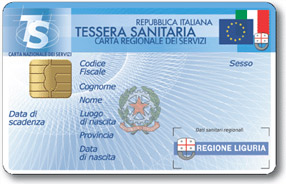 TS
CARTA NAZIONALE DEI SERVIZI
REPUBBLICA ITALIANA
TESSERA SANITARIA
CARTA REGIONALE DEI SERVIZI
Codice
Fiscale
Sesso
Cognome
Nome
Data di
scadenza
Luogo
di nascita
Provincia
Data
di nascita
Dati sanitari regionali
REGIONE LIGURIA